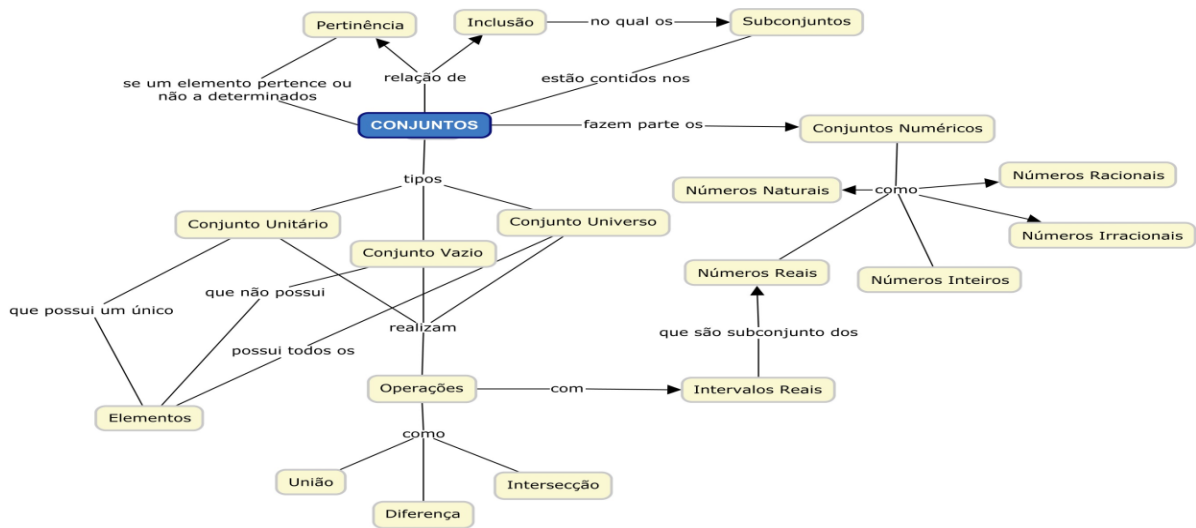 Pertinência
Inclusão
no qual os
Subconjuntos
se um elemento pertence ou
não a determinados
relação de
estão contidos nos
CONJUNTOS
fazem parte os
Conjuntos Numéricos
tipos
Números Naturais
como
Números Racionais
Conjunto Unitário
Conjunto Vazio
Conjunto Universo
Números Irracionais
Números Reais
Números Inteiros
que não possui
que possui um único
realizam
que são subconjunto dos
possui todos os
Operações
com
Intervalos Reais
Elementos
como
União
Diferença
Intersecção